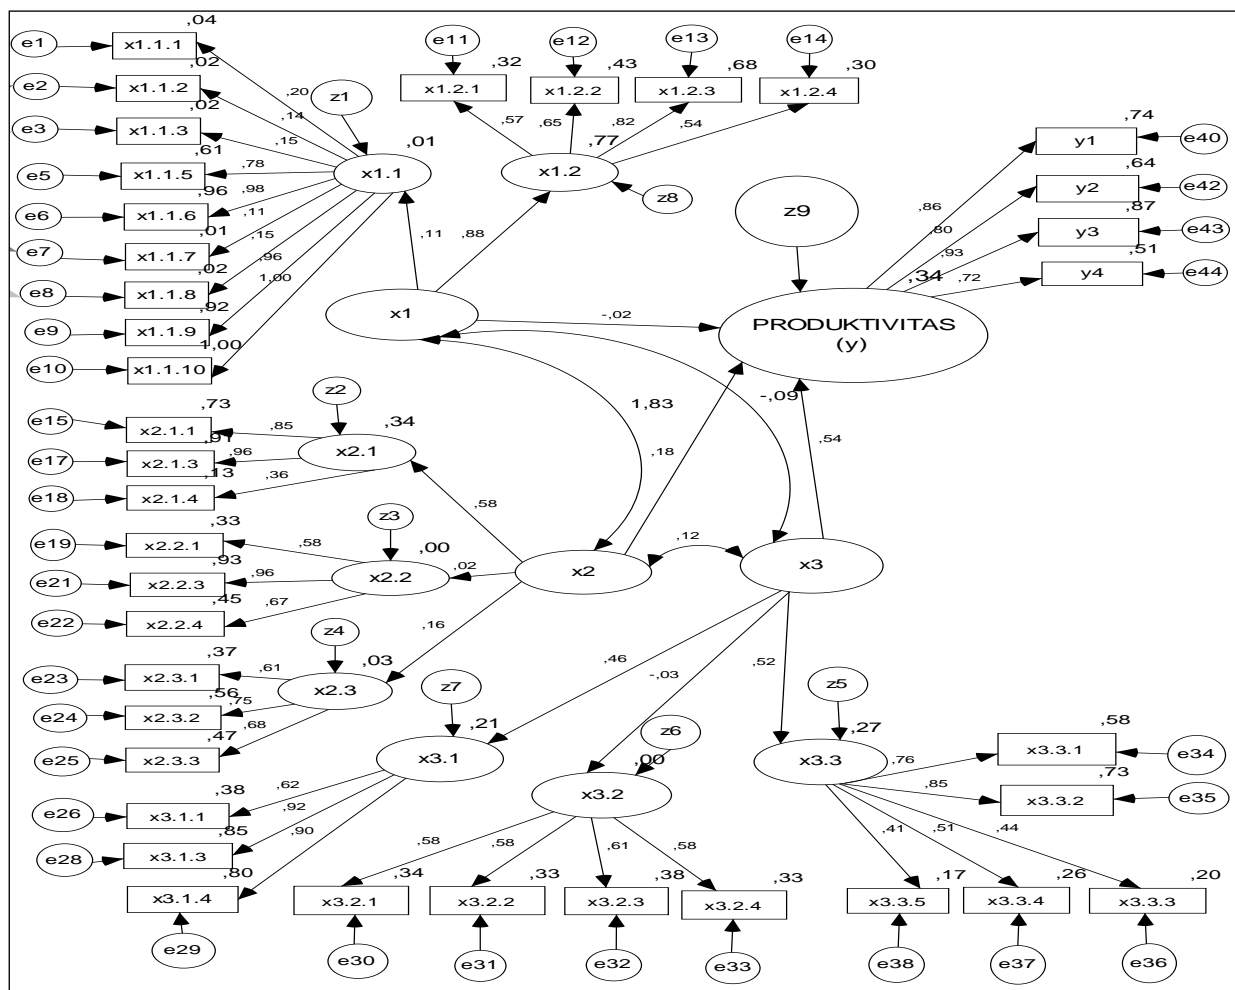 ,04
e1
x1.1.1
,02
e2
x1.1.2
,02
e3
x1.1.3
,61
e5
x1.1.5
,96
e6
x1.1.6
,01
e7
x1.1.7
,02
e8
x1.1.8
,92
e9
x1.1.9
1,00
e10
x1.1.10
,20
,14
,15
,78
,98
,11
,15
,96
1,00
z1
,01
x1.1
e11
e12
e13
e14
,32
,43
,68
,30
x1.2.1
x1.2.2
x1.2.3
x1.2.4
,57
,65
,82
,54
,77
x1.2
z8
,11
,88
x1
-,02
z9
,34
PRODUKTIVITAS
(y)
,86
,80
,93
,72
,74
y1
e40
,64
y2
e42
,87
y3
e43
,51
y4
e44
1,83
-,09
,18
,54
,12
z2
,34
x2.1
,73
e15
x2.1.1
,85
,91
e17
x2.1.3
,96
,13
e18
x2.1.4
,36
,58
z3
,00
x2.2
,02
,33
e19
x2.2.1
,58
,93
e21
x2.2.3
,96
,45
e22
x2.2.4
,67
x2
x3
,16
z4
,03
x2.3
,37
e23
x2.3.1
,61
,56
e24
x2.3.2
,75
,47
e25
x2.3.3
,68
,46
-,03
,52
z7
,21
x3.1
z6
,00
x3.2
z5
,27
x3.3
,38
e26
x3.1.1
,62
,85
e28
x3.1.3
,92
,80
x3.1.4
,90
e29
,58
,58
,61
,58
,34
,33
,38
,33
x3.2.1
x3.2.2
x3.2.3
x3.2.4
e30
e31
e32
e33
,76
,58
x3.3.1
e34
,85
,73
x3.3.2
e35
,41
,51
,44
,17
,26
,20
x3.3.5
x3.3.4
x3.3.3
e38
e37
e36